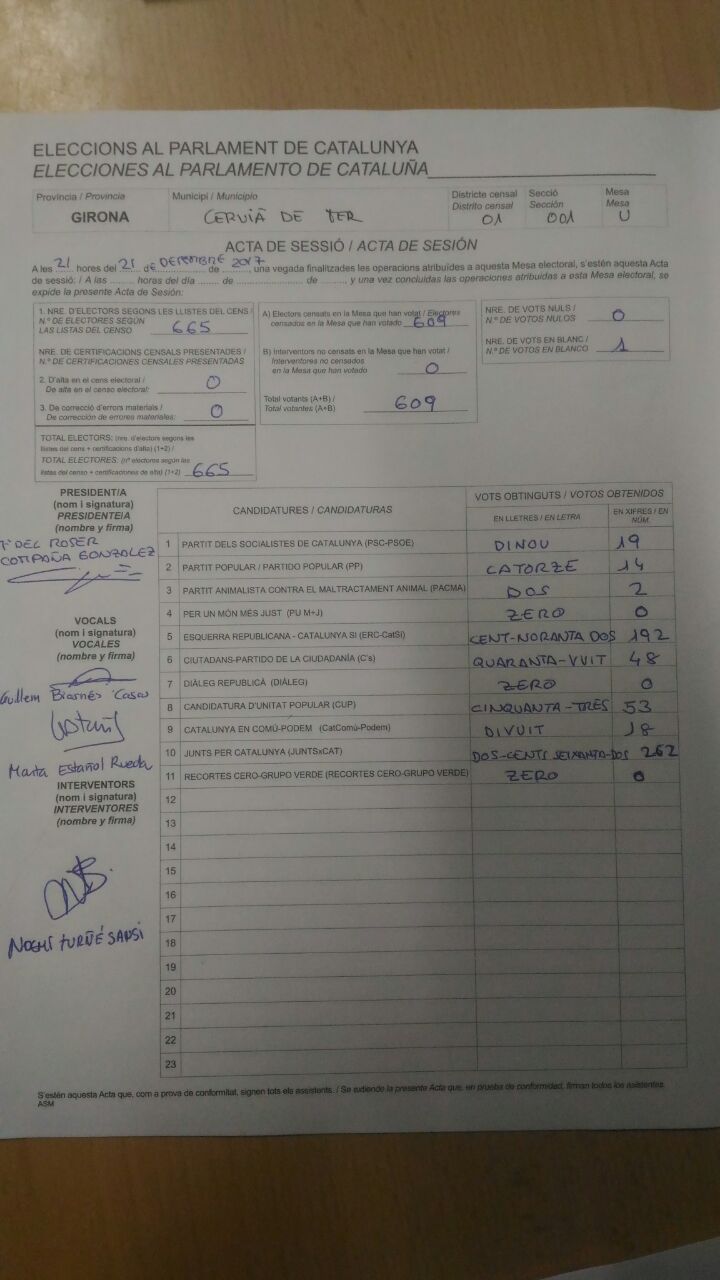 ELECCIONS AL PARLAMENT DE CATALUNYA
ELECCIONES AL PARLAMENTO DE CATALUÑA
Província / Provincia
GIRONA
Municipi / Municipio
CERVIÀ DE TER
Districte censal
Distrito censal
01
Secció
Sección
001
Mesa
Mesa
U
ACTA DE SESSIÓ / ACTA DE SESIÓN
A les 21 hores del 21 de DESEMBRE de 2017, una vegada finalitzades les operacions atribuïdes a aquesta Mesa electoral, s'estén aquesta Acta
de sessió: / A las ........ horas del día ........ de ........ de ........, y una vez concluidas las operaciones atribuidas a esta Mesa electoral, se
expide la presente Acta de Sesión:
1. NRE. D'ELECTORS SEGONS LES LLISTES DEL CENS /
N.º DE ELECTORES SEGÚN
LAS LISTAS DEL CENSO 665
NRE. DE CERTIFICACIONS CENSALS PRESENTADES /
N.º DE CERTIFICACIONES CENSALES PRESENTADAS
2. D'alta en el cens electoral /
De alta en el censo electoral: 0
3. De correcció d'errors materials /
De corrección de errores materiales: 0
TOTAL ELECTORS: (nre. d'electors segons les
llistes del cens + certificacions d'alta) (1+2) /
TOTAL ELECTORES: (nº electores según las
listas del censo + certificaciones de alta) (1+2) 665
A) Electors censats en la Mesa que han votat / Electores
censados en la Mesa que han votado 609
B) Interventors no censats en la Mesa que han votat /
Interventores no censados
en la Mesa que han votado 0
Total votants (A+B) /
Total votantes (A+B) 609
NRE. DE VOTS NULS /
N.º DE VOTOS NULOS 0
NRE. DE VOTS EN BLANC /
N.º DE VOTOS EN BLANCO 1
PRESIDENT/A
(nom i signatura)
PRESIDENTE/A
(nombre y firma)
Mª DEL ROSER
COMPAÑA GONZALEZ
VOCALS
(nom i signatura)
VOCALES
(nombre y firma)
Guillem Biarnés Casas
Marta Estañol Rueda
INTERVENTORS
(nom i signatura)
INTERVENTORES
(nombre y firma)
NOEMÍ
CANDIDATURES / CANDIDATURAS
VOTS OBTINGUTS / VOTOS OBTENIDOS
EN LLETRES / EN LETRA
EN XIFRES / EN NÚM.
1 PARTIT DELS SOCIALISTES DE CATALUNYA (PSC-PSOE) DINOU 19
2 PARTIT POPULAR / PARTIDO POPULAR (PP) CATORZE 14
3 PARTIT ANIMALISTA CONTRA EL MALTRACTAMENT ANIMAL (PACMA) DOS 2
4 PER UN MÓN MÉS JUST (PU M+J) ZERO 0
5 ESQUERRA REPUBLICANA - CATALUNYA SÍ (ERC-CatSí) CENT-NORANTA DOS 192
6 CIUTADANS-PARTIDO DE LA CIUDADANÍA (C's) QUARANTA-VUIT 48
7 DIÀLEG REPUBLICÀ (DIÀLEG) ZERO 0
8 CANDIDATURA D'UNITAT POPULAR (CUP) CINQUANTA-TRES 53
9 CATALUNYA EN COMÚ-PODEM (CatComú-Podem) DIVUIT 18
10 JUNTS PER CATALUNYA (JUNTSxCAT) DOS-CENTS SEIXANTA-DOS 262
11 RECORTES CERO-GRUPO VERDE (RECORTES CERO-GRUPO VERDE) ZERO 0
12
13
14
15
16
17
18
19
20
21
22
23
S'estén aquesta Acta que, com a prova de conformitat, signen tots els assistents. / Se extiende la presente Acta que, en prueba de conformidad, firman todos los asistentes.
ASM